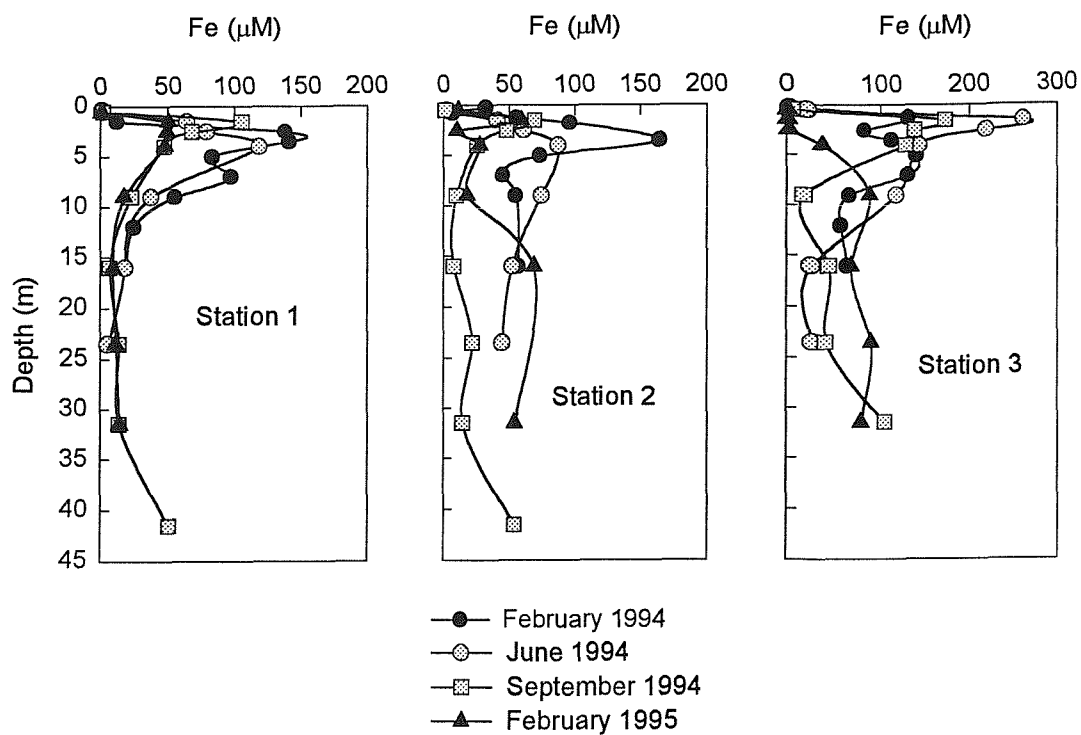 Fe (µM) Fe (µM) Fe (µM)
0 50 100 150 200 0 50 100 150 200 0 100 200 300
0
5
10
15
20
25
30
35
40
45
Depth (m)
Station 1
Station 2
Station 3
February 1994
June 1994
September 1994
February 1995